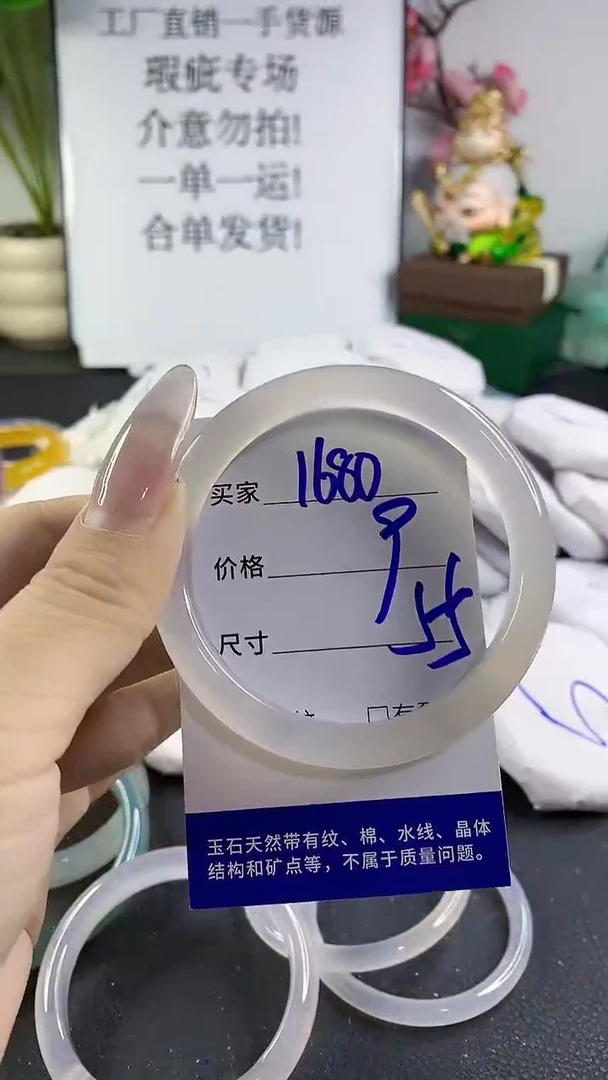 工厂直销一手货源
瑕疵专场
介意勿拍!
一单一运!
合单发货!
买家 1680
价格
尺寸
玉石天然带有纹、棉、水线、晶体
结构和矿点等，不属于质量问题。